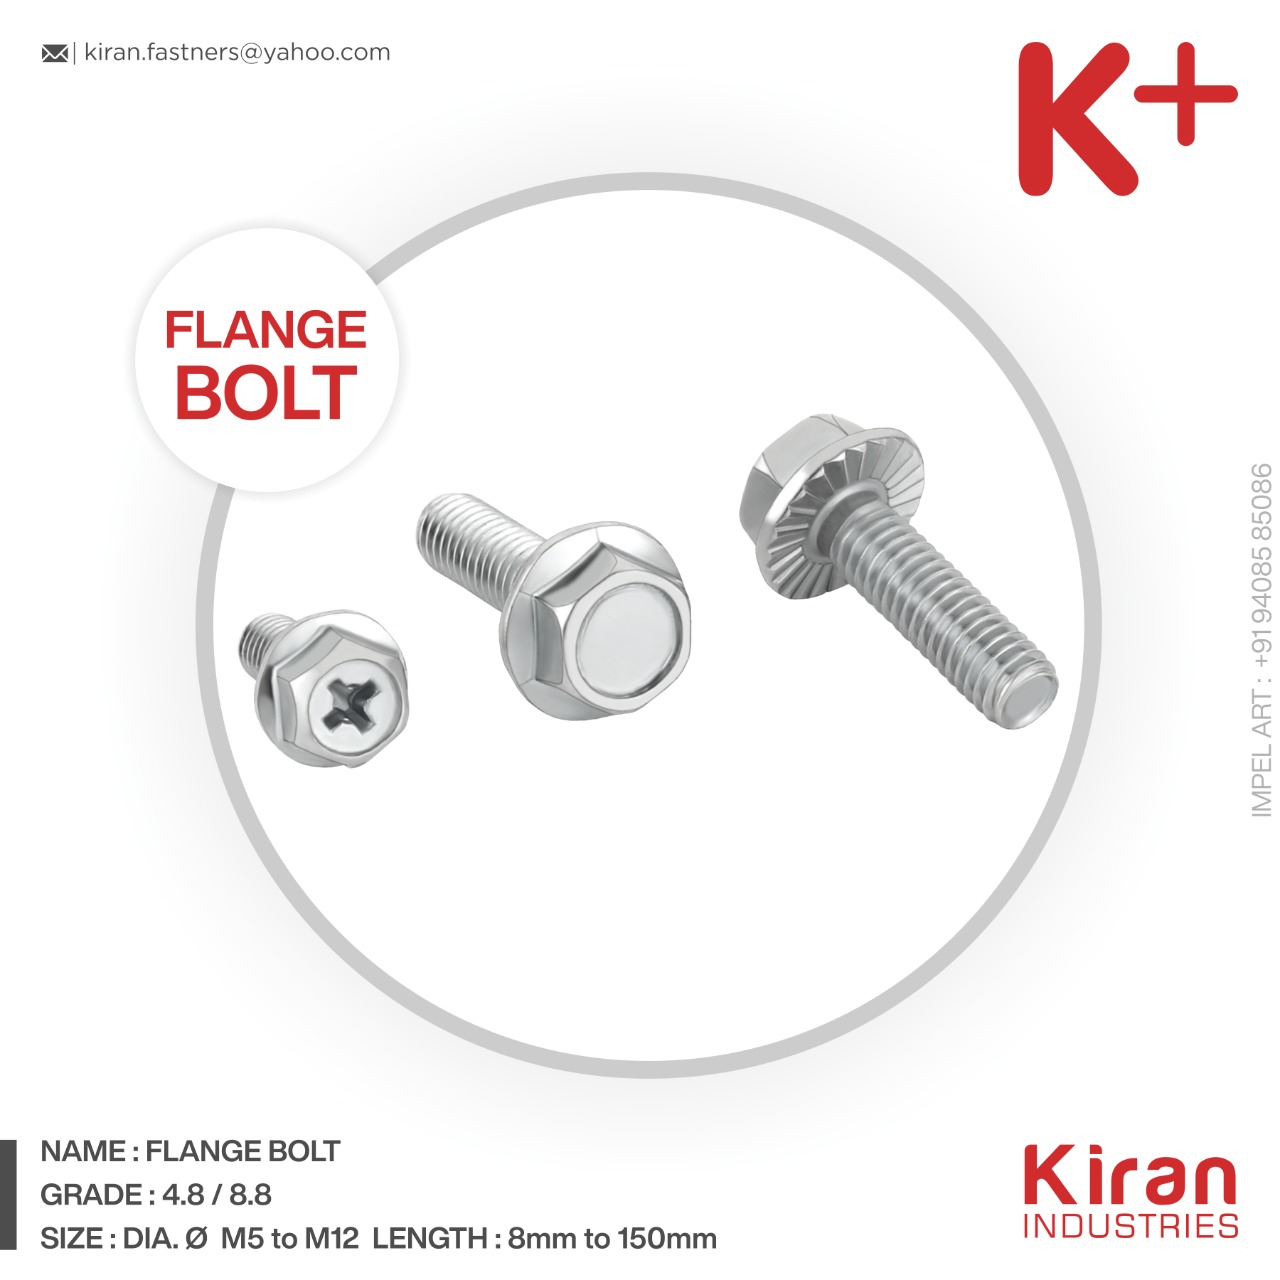 | kiran.fastners@yahoo.com
K+
FLANGE
BOLT
IMPEL ART : +91 94085 85086
NAME : FLANGE BOLT
GRADE : 4.8 / 8.8
SIZE : DIA. Ø M5 to M12 LENGTH : 8mm to 150mm
Kiran
INDUSTRIES